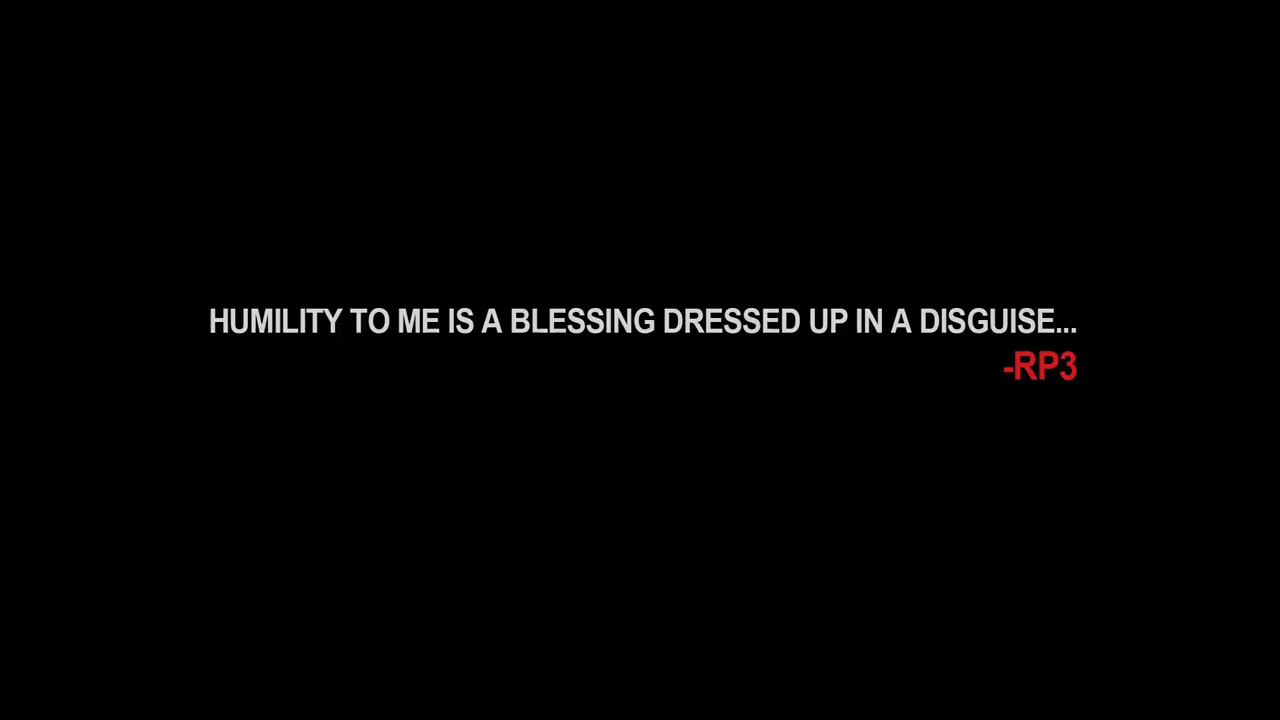 HUMILITY TO ME IS A BLESSING DRESSED UP IN A DISGUISE...
-RP3